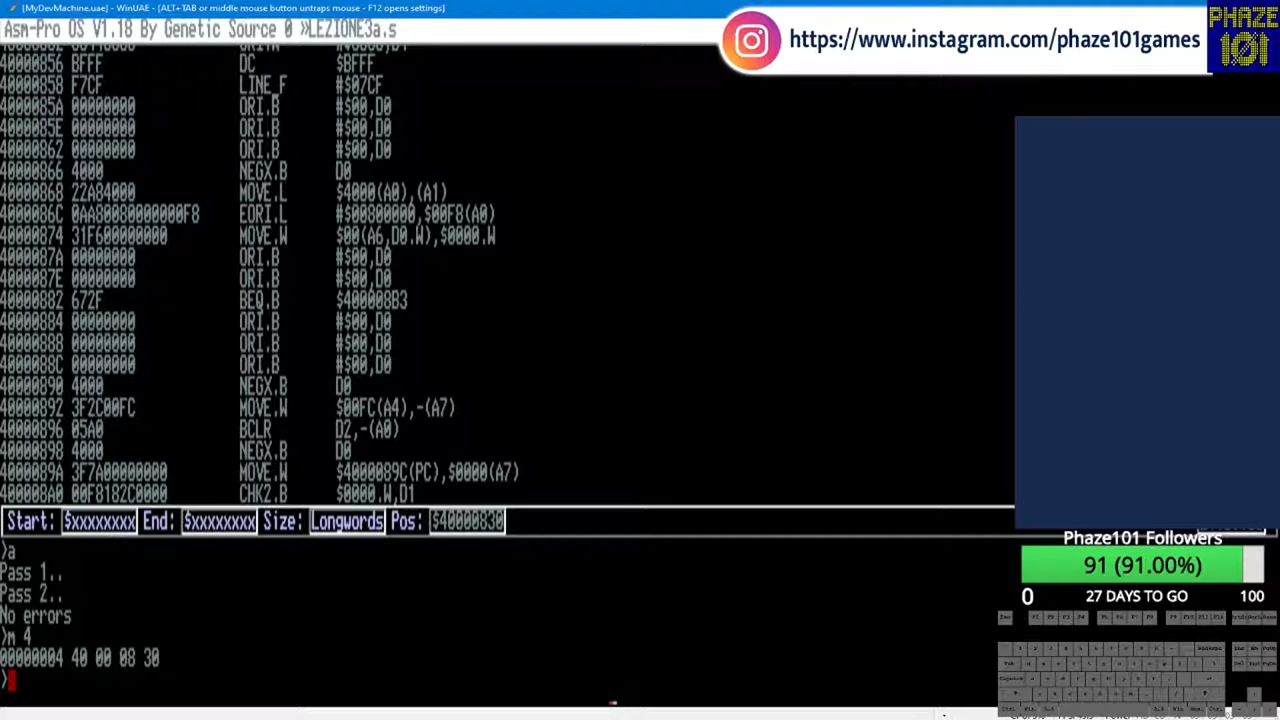 [MyDevMachine.uae] - WinUAE - [ALT+TAB or middle mouse button untraps mouse - F12 opens settings]
Asm-Pro OS V1.18 By Genetic Source 0 »LEZIONE3a.s
https://www.instagram.com/phaze101games
PHAZE
101
40000856 BFFF DC $BFFF
40000858 F7CF LINE_F #$07CF
4000085A 00000000 ORI.B #$00,D0
4000085E 00000000 ORI.B #$00,D0
40000862 00000000 ORI.B #$00,D0
40000866 4000 NEGX.B D0
40000868 22A84000 MOVE.L $4000(A0),(A1)
4000086C 0AA80080000000F8 EORI.L #$00800000,$00F8(A0)
40000874 31F600000000 MOVE.W $00(A6,D0.W),$0000.W
4000087A 00000000 ORI.B #$00,D0
4000087E 00000000 ORI.B #$00,D0
40000882 672F BEQ.B $400008B3
40000884 00000000 ORI.B #$00,D0
40000888 00000000 ORI.B #$00,D0
4000088C 00000000 ORI.B #$00,D0
40000890 4000 NEGX.B D0
40000892 3F2C00FC MOVE.W $00FC(A4),-(A7)
40000896 05A0 BCLR D2,-(A0)
40000898 4000 NEGX.B D0
4000089A 3F7A00000000 MOVE.W $4000089C(PC),$0000(A7)
400008A0 00F8182C0000 CHK2.B $0000.W,D1
Start: $xxxxxxxx End: $xxxxxxxx Size: Longwords Pos: $40000830
>a
Pass 1..
Pass 2..
No errors
>m 4
00000004 40 00 08 30
>
Phaze101 Followers
91 (91.00%)
0 27 DAYS TO GO 100